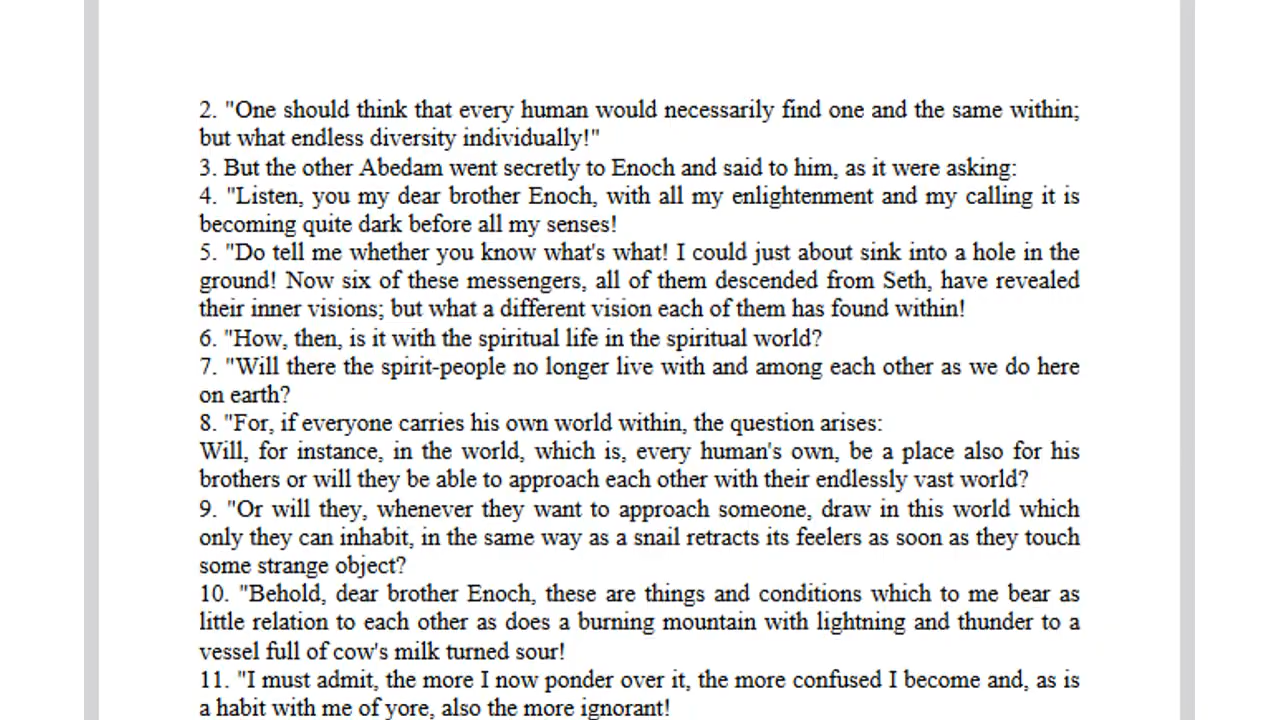 2. "One should think that every human would necessarily find one and the same within;
but what endless diversity individually!"
3. But the other Abedam went secretly to Enoch and said to him, as it were asking:
4. "Listen, you my dear brother Enoch, with all my enlightenment and my calling it is
becoming quite dark before all my senses!
5. "Do tell me whether you know what's what! I could just about sink into a hole in the
ground! Now six of these messengers, all of them descended from Seth, have revealed
their inner visions; but what a different vision each of them has found within!
6. "How, then, is it with the spiritual life in the spiritual world?
7. "Will there the spirit-people no longer live with and among each other as we do here
on earth?
8. "For, if everyone carries his own world within, the question arises:
Will, for instance, in the world, which is, every human's own, be a place also for his
brothers or will they be able to approach each other with their endlessly vast world?
9. "Or will they, whenever they want to approach someone, draw in this world which
only they can inhabit, in the same way as a snail retracts its feelers as soon as they touch
some strange object?
10. "Behold, dear brother Enoch, these are things and conditions which to me bear as
little relation to each other as does a burning mountain with lightning and thunder to a
vessel full of cow's milk turned sour!
11. "I must admit, the more I now ponder over it, the more confused I become and, as is
a habit with me of yore, also the more ignorant!